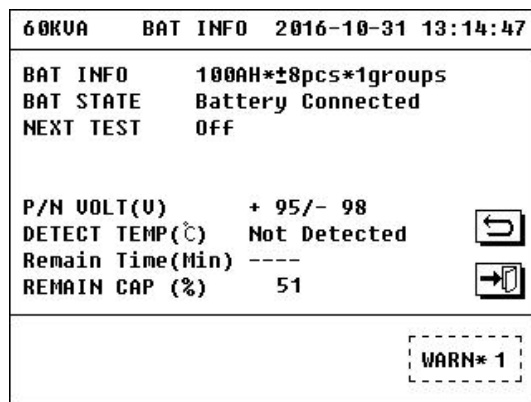 60KVA BAT INFO 2016-10-31 13:14:47
BAT INFO 100AH*±8pcs*1groups
BAT STATE Battery Connected
NEXT TEST Off
P/N VOLT(V) + 95/- 98
DETECT TEMP(℃) Not Detected
Remain Time(Min) ----
REMAIN CAP (%) 51
WARN* 1